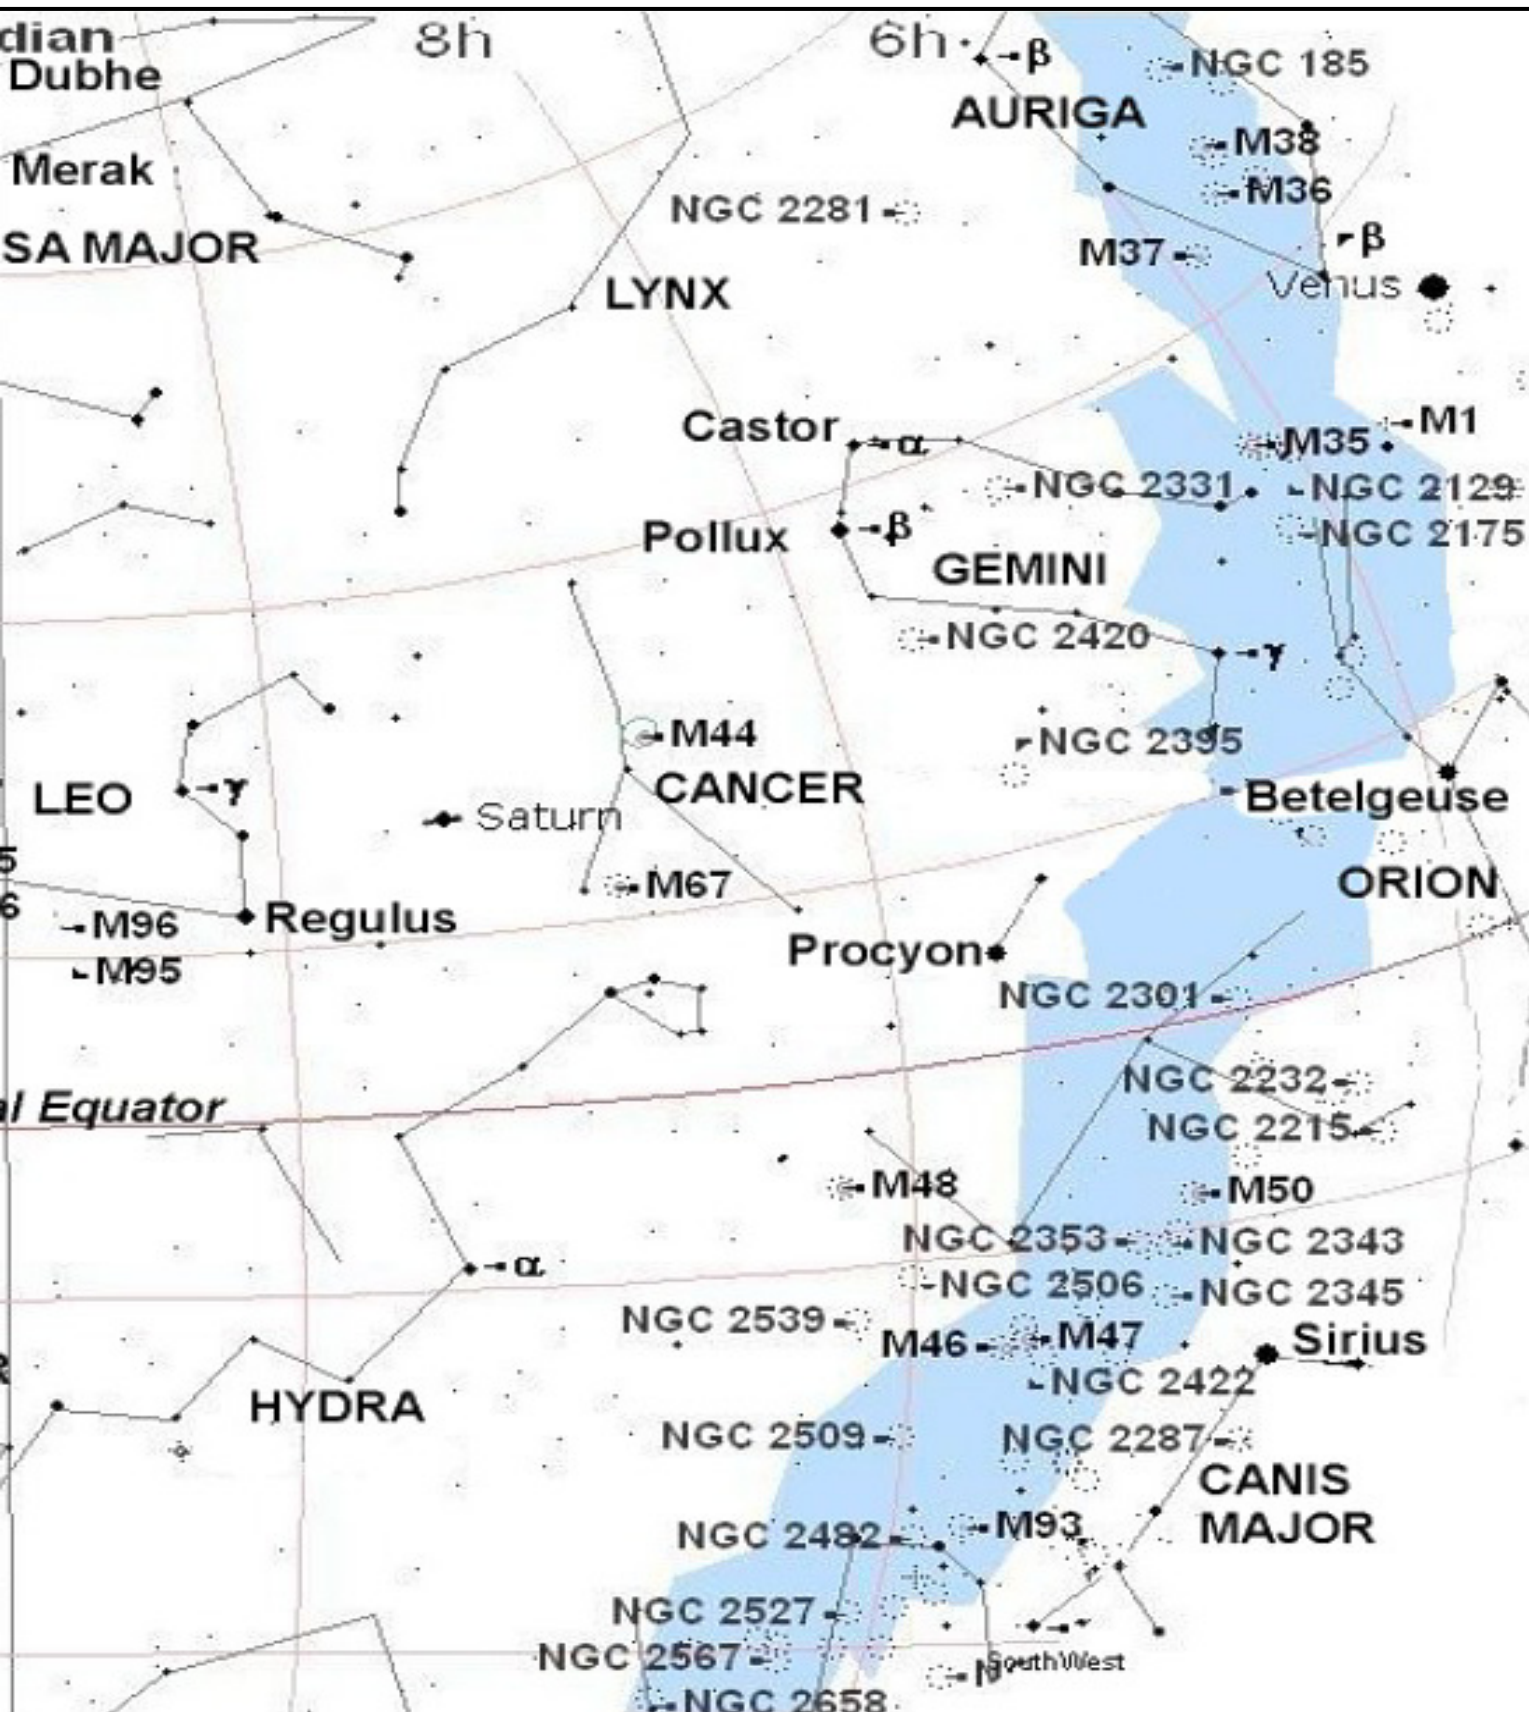 dian
8h
6h
β
NGC 185
Dubhe
AURIGA
M38
Merak
M36
NGC 2281
SA MAJOR
M37
β
LYNX
Venus
Castor
α
M35
M1
NGC 2331
NGC 2129
Pollux
β
NGC 2175
GEMINI
NGC 2420
γ
M44
NGC 2395
CANCER
LEO
γ
Saturn
Betelgeuse
5
M67
ORION
6
M96
Regulus
Procyon
M95
NGC 2301
al Equator
NGC 2232
NGC 2215
M48
M50
NGC 2353
NGC 2343
α
NGC 2506
NGC 2345
NGC 2539
M46
M47
Sirius
NGC 2422
HYDRA
NGC 2509
NGC 2287
CANIS
MAJOR
NGC 2482
M93
NGC 2527
NGC 2567
SouthWest
NGC 2658